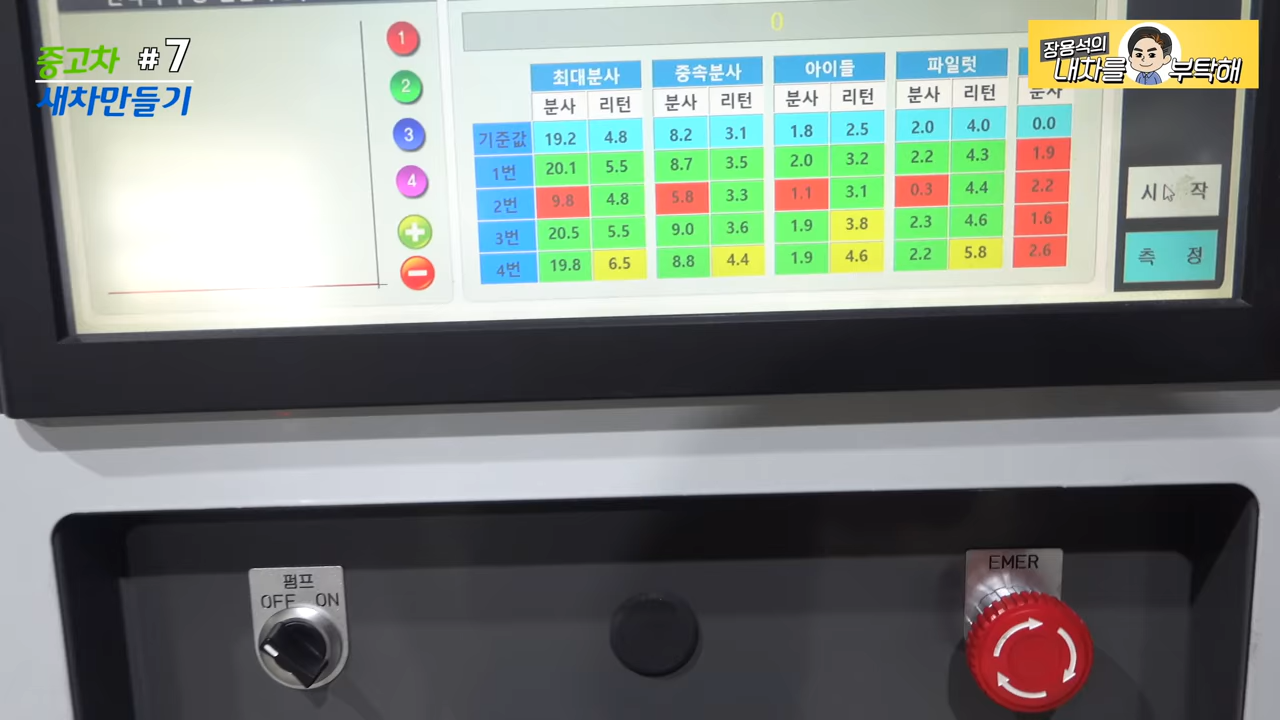 중고차 #7
새차만들기
장용석의
내차를 부탁해
0
1
2
3
4
최대분사 중속분사 아이들 파일럿
분사 리턴 분사 리턴 분사 리턴 분사 리턴 분사
기준값 19.2 4.8 8.2 3.1 1.8 2.5 2.0 4.0 0.0
1번 20.1 5.5 8.7 3.5 2.0 3.2 2.2 4.3 1.9
2번 9.8 4.8 5.8 3.3 1.1 3.1 0.3 4.4 2.2
3번 20.5 5.5 9.0 3.6 1.9 3.8 2.3 4.6 1.6
4번 19.8 6.5 8.8 4.4 1.9 4.6 2.2 5.8 2.6
시 작
측 정
펌프
OFF ON
EMER